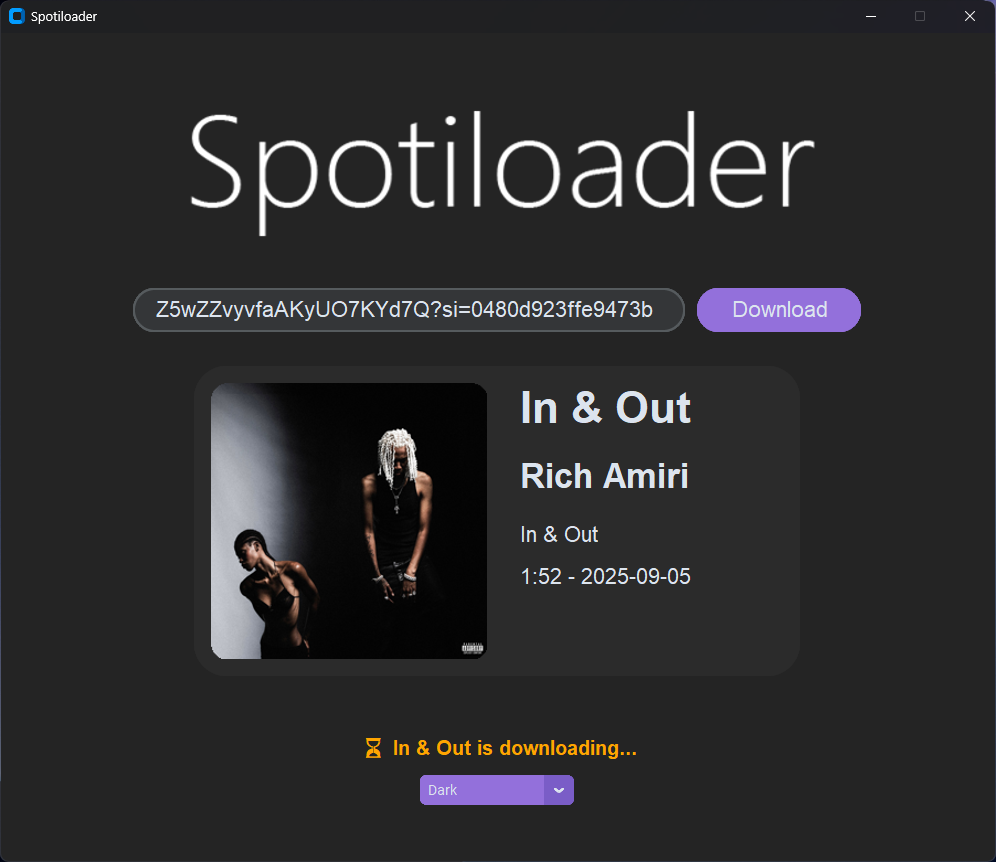 Spotiloader
Spotiloader
Z5wZZvyvfaAKyUO7KYd7Q?si=0480d923ffe9473b
Download
In & Out
Rich Amiri
In & Out
1:52 - 2025-09-05
⏳ In & Out is downloading...
Dark